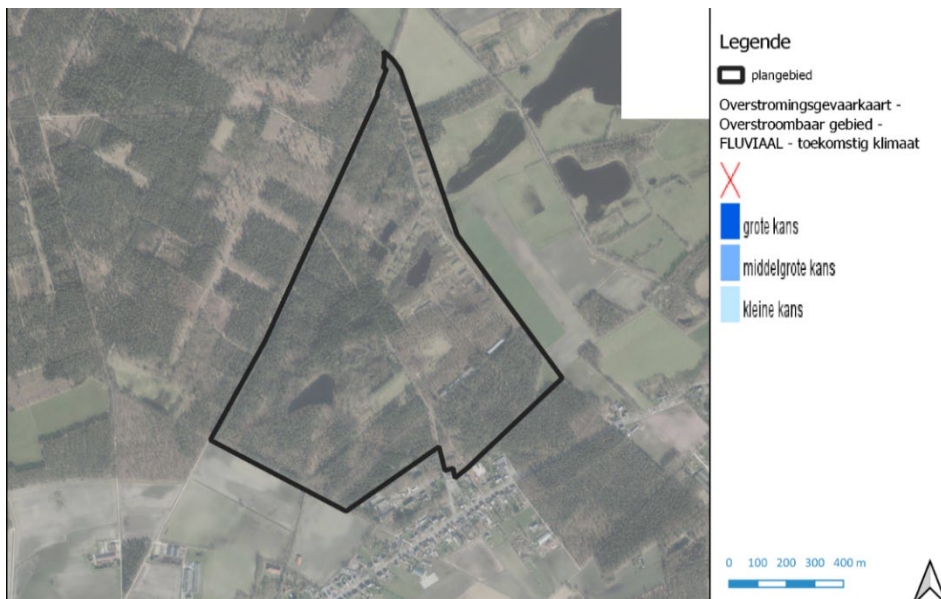 Legende
plangebied
Overstromingsgevaarkaart -
Overstroombaar gebied -
FLUVIAAL - toekomstig klimaat
grote kans
middelgrote kans
kleine kans
0 100 200 300 400 m